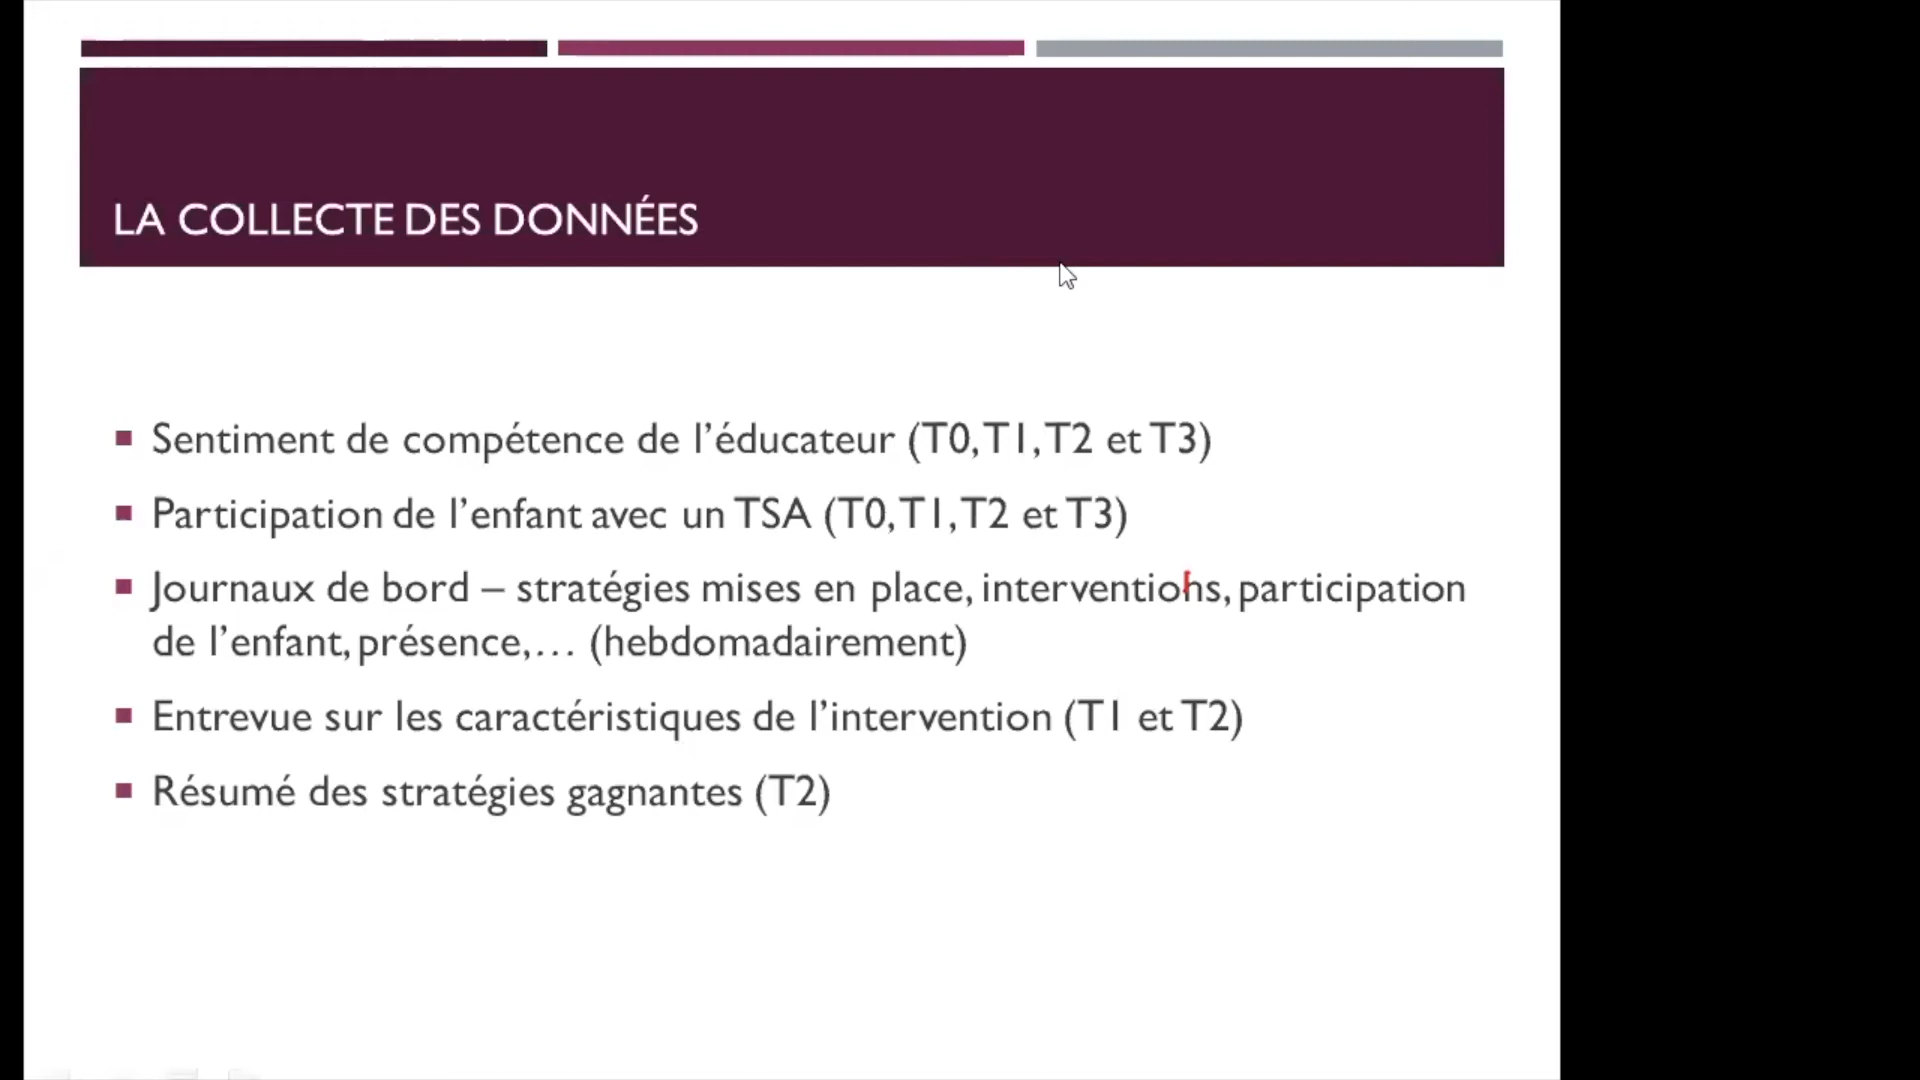 LA COLLECTE DES DONNÉES
Sentiment de compétence de l’éducateur (T0, T1, T2 et T3)
Participation de l’enfant avec un TSA (T0, T1, T2 et T3)
Journaux de bord – stratégies mises en place, interventions, participation
de l’enfant, présence,… (hebdomadairement)
Entrevue sur les caractéristiques de l’intervention (T1 et T2)
Résumé des stratégies gagnantes (T2)